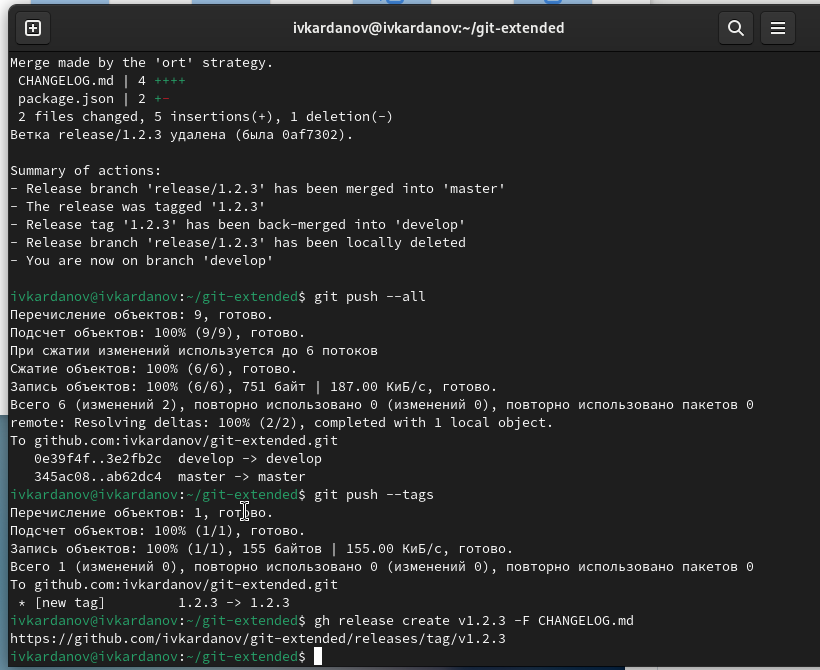 ivkardanov@ivkardanov:~/git-extended
Merge made by the 'ort' strategy.
 CHANGELOG.md | 4 ++++
 package.json | 2 +-
 2 files changed, 5 insertions(+), 1 deletion(-)
Ветка release/1.2.3 удалена (была 0af7302).

Summary of actions:
- Release branch 'release/1.2.3' has been merged into 'master'
- The release was tagged '1.2.3'
- Release tag '1.2.3' has been back-merged into 'develop'
- Release branch 'release/1.2.3' has been locally deleted
- You are now on branch 'develop'

ivkardanov@ivkardanov:~/git-extended$ git push --all
Перечисление объектов: 9, готово.
Подсчет объектов: 100% (9/9), готово.
При сжатии изменений используется до 6 потоков
Сжатие объектов: 100% (6/6), готово.
Запись объектов: 100% (6/6), 751 байт | 187.00 КиБ/с, готово.
Всего 6 (изменений 2), повторно использовано 0 (изменений 0), повторно использовано пакетов 0
remote: Resolving deltas: 100% (2/2), completed with 1 local object.
To github.com:ivkardanov/git-extended.git
   0e39f4f..3e2fb2c  develop -> develop
   345ac08..ab62dc4  master -> master
ivkardanov@ivkardanov:~/git-extended$ git push --tags
Перечисление объектов: 1, готово.
Подсчет объектов: 100% (1/1), готово.
Запись объектов: 100% (1/1), 155 байтов | 155.00 КиБ/с, готово.
Всего 1 (изменений 0), повторно использовано 0 (изменений 0), повторно использовано пакетов 0
To github.com:ivkardanov/git-extended.git
 * [new tag]         1.2.3 -> 1.2.3
ivkardanov@ivkardanov:~/git-extended$ gh release create v1.2.3 -F CHANGELOG.md
https://github.com/ivkardanov/git-extended/releases/tag/v1.2.3
ivkardanov@ivkardanov:~/git-extended$